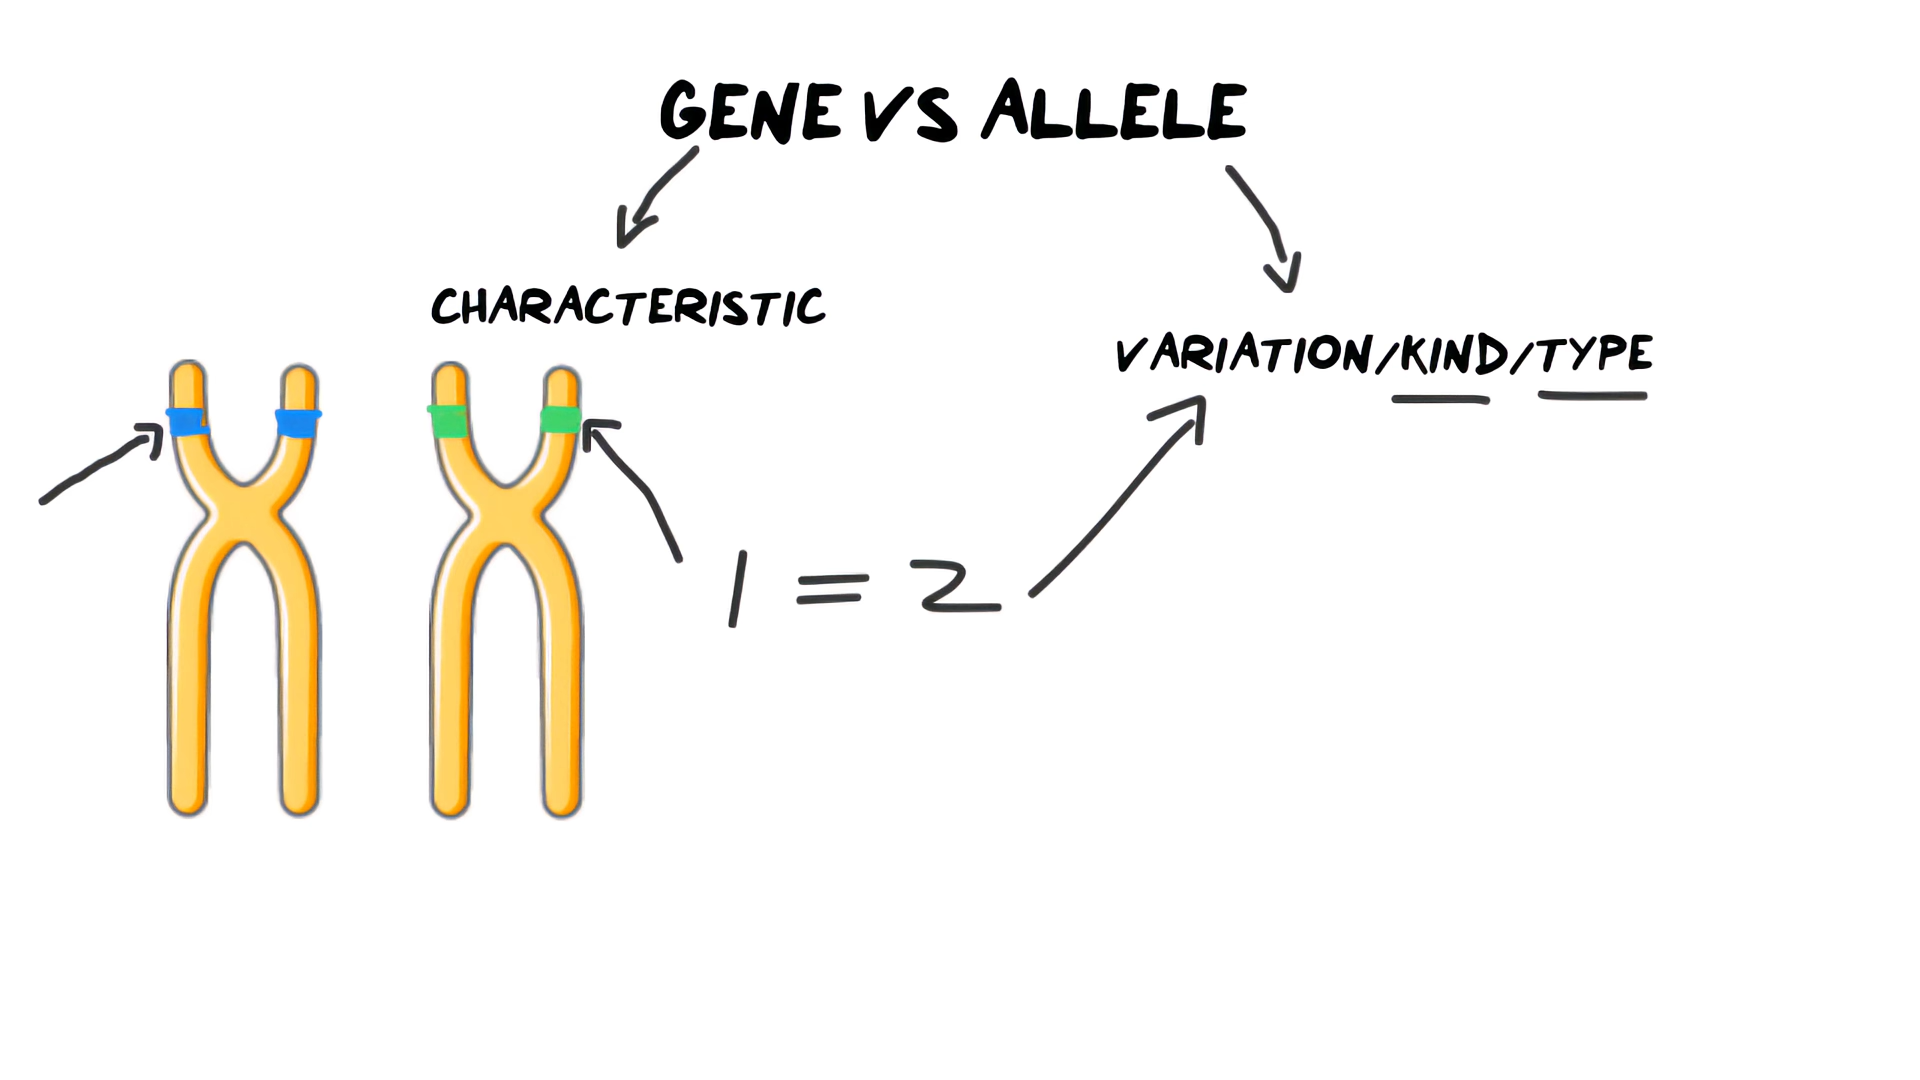 GENE VS ALLELE
CHARACTERISTIC
VARIATION/KIND/TYPE
1 = 2